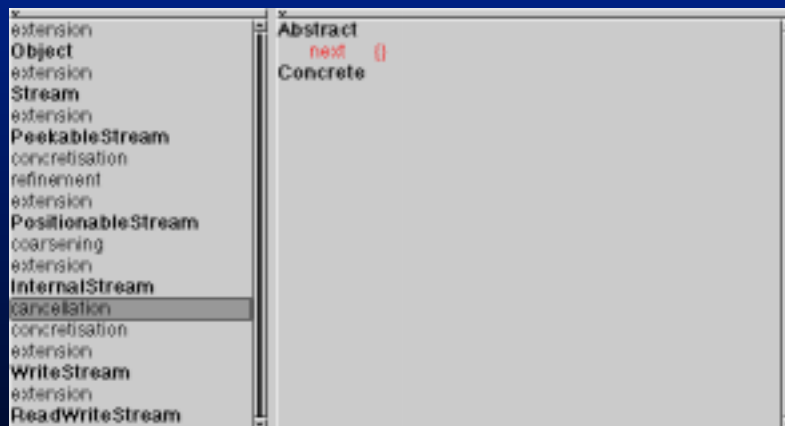 extension
Object
extension
Stream
extension
PeekableStream
concretisation
refinement
extension
PositionableStream
coarsening
extension
InternalStream
cancellation
concretisation
extension
WriteStream
extension
ReadWriteStream
Abstract
next {}
Concrete